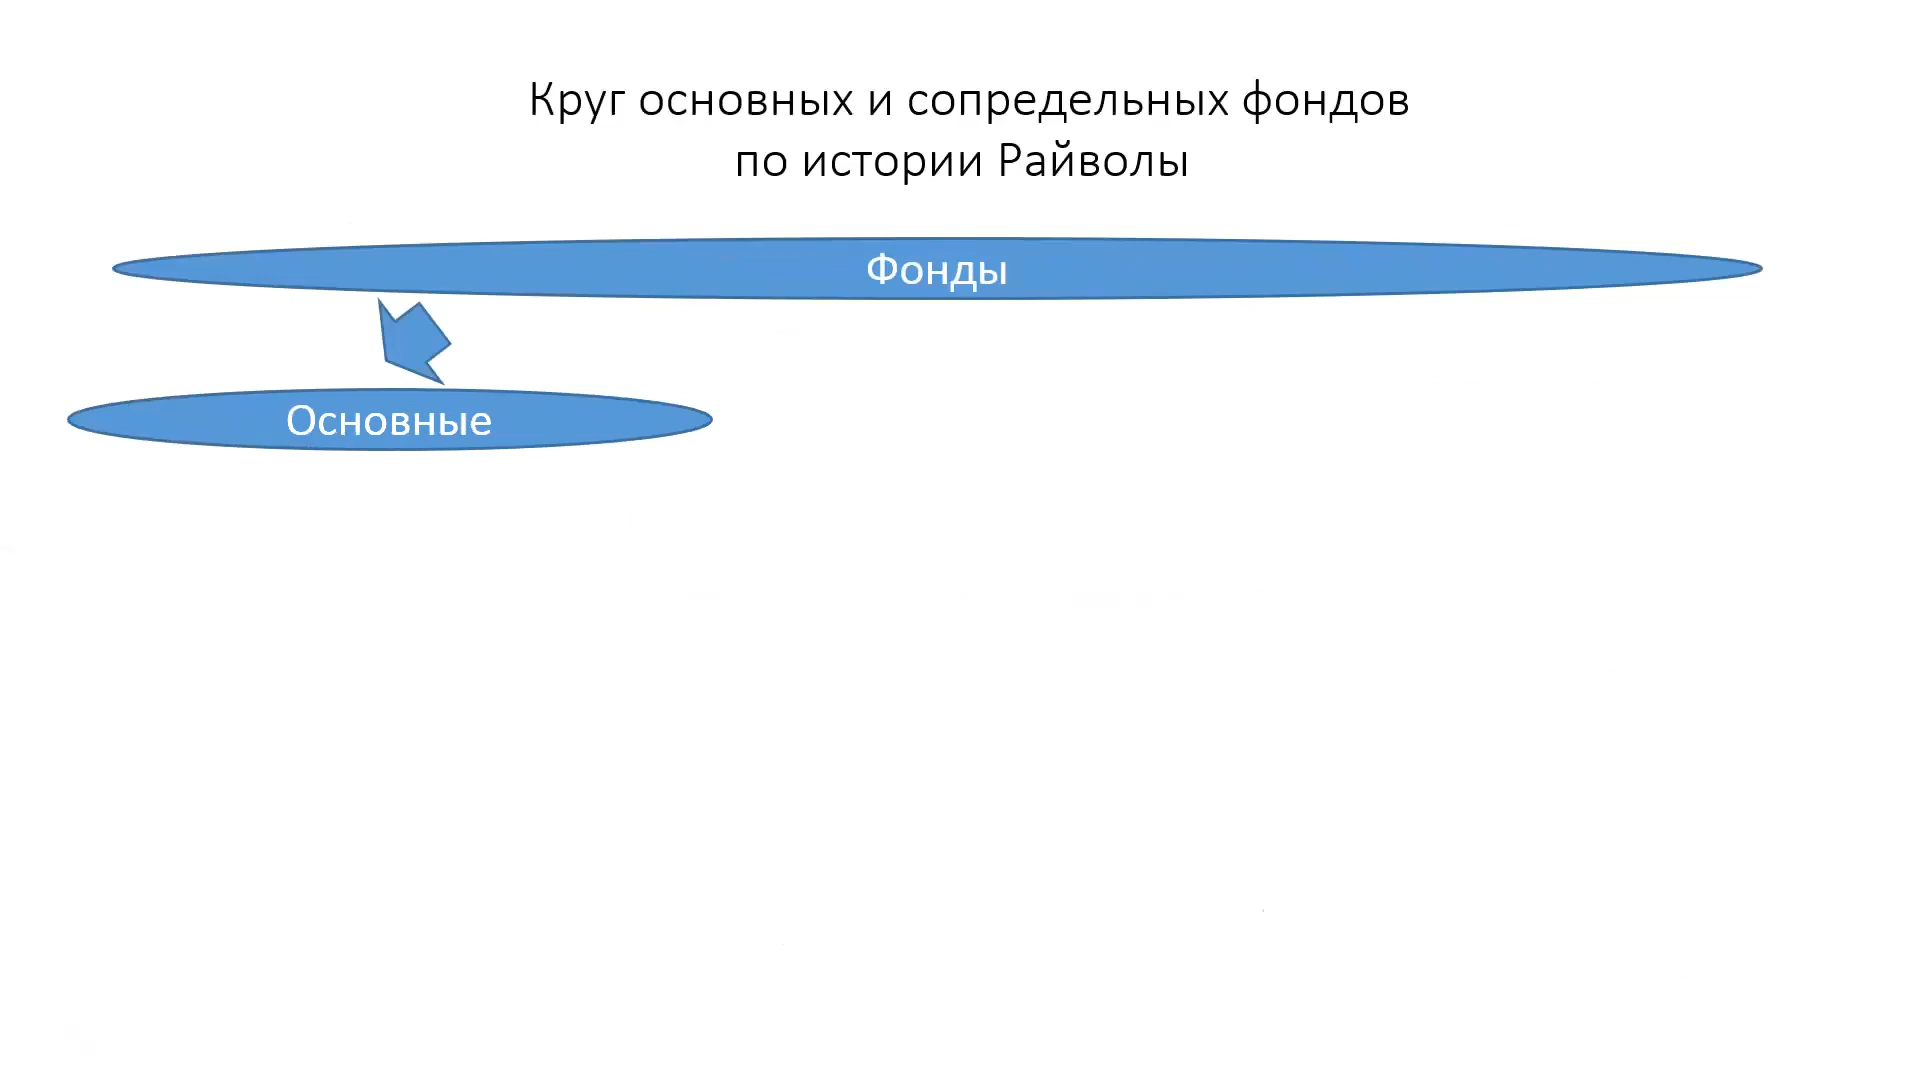 Круг основных и сопредельных фондов
по истории Райволы
Фонды
Основные